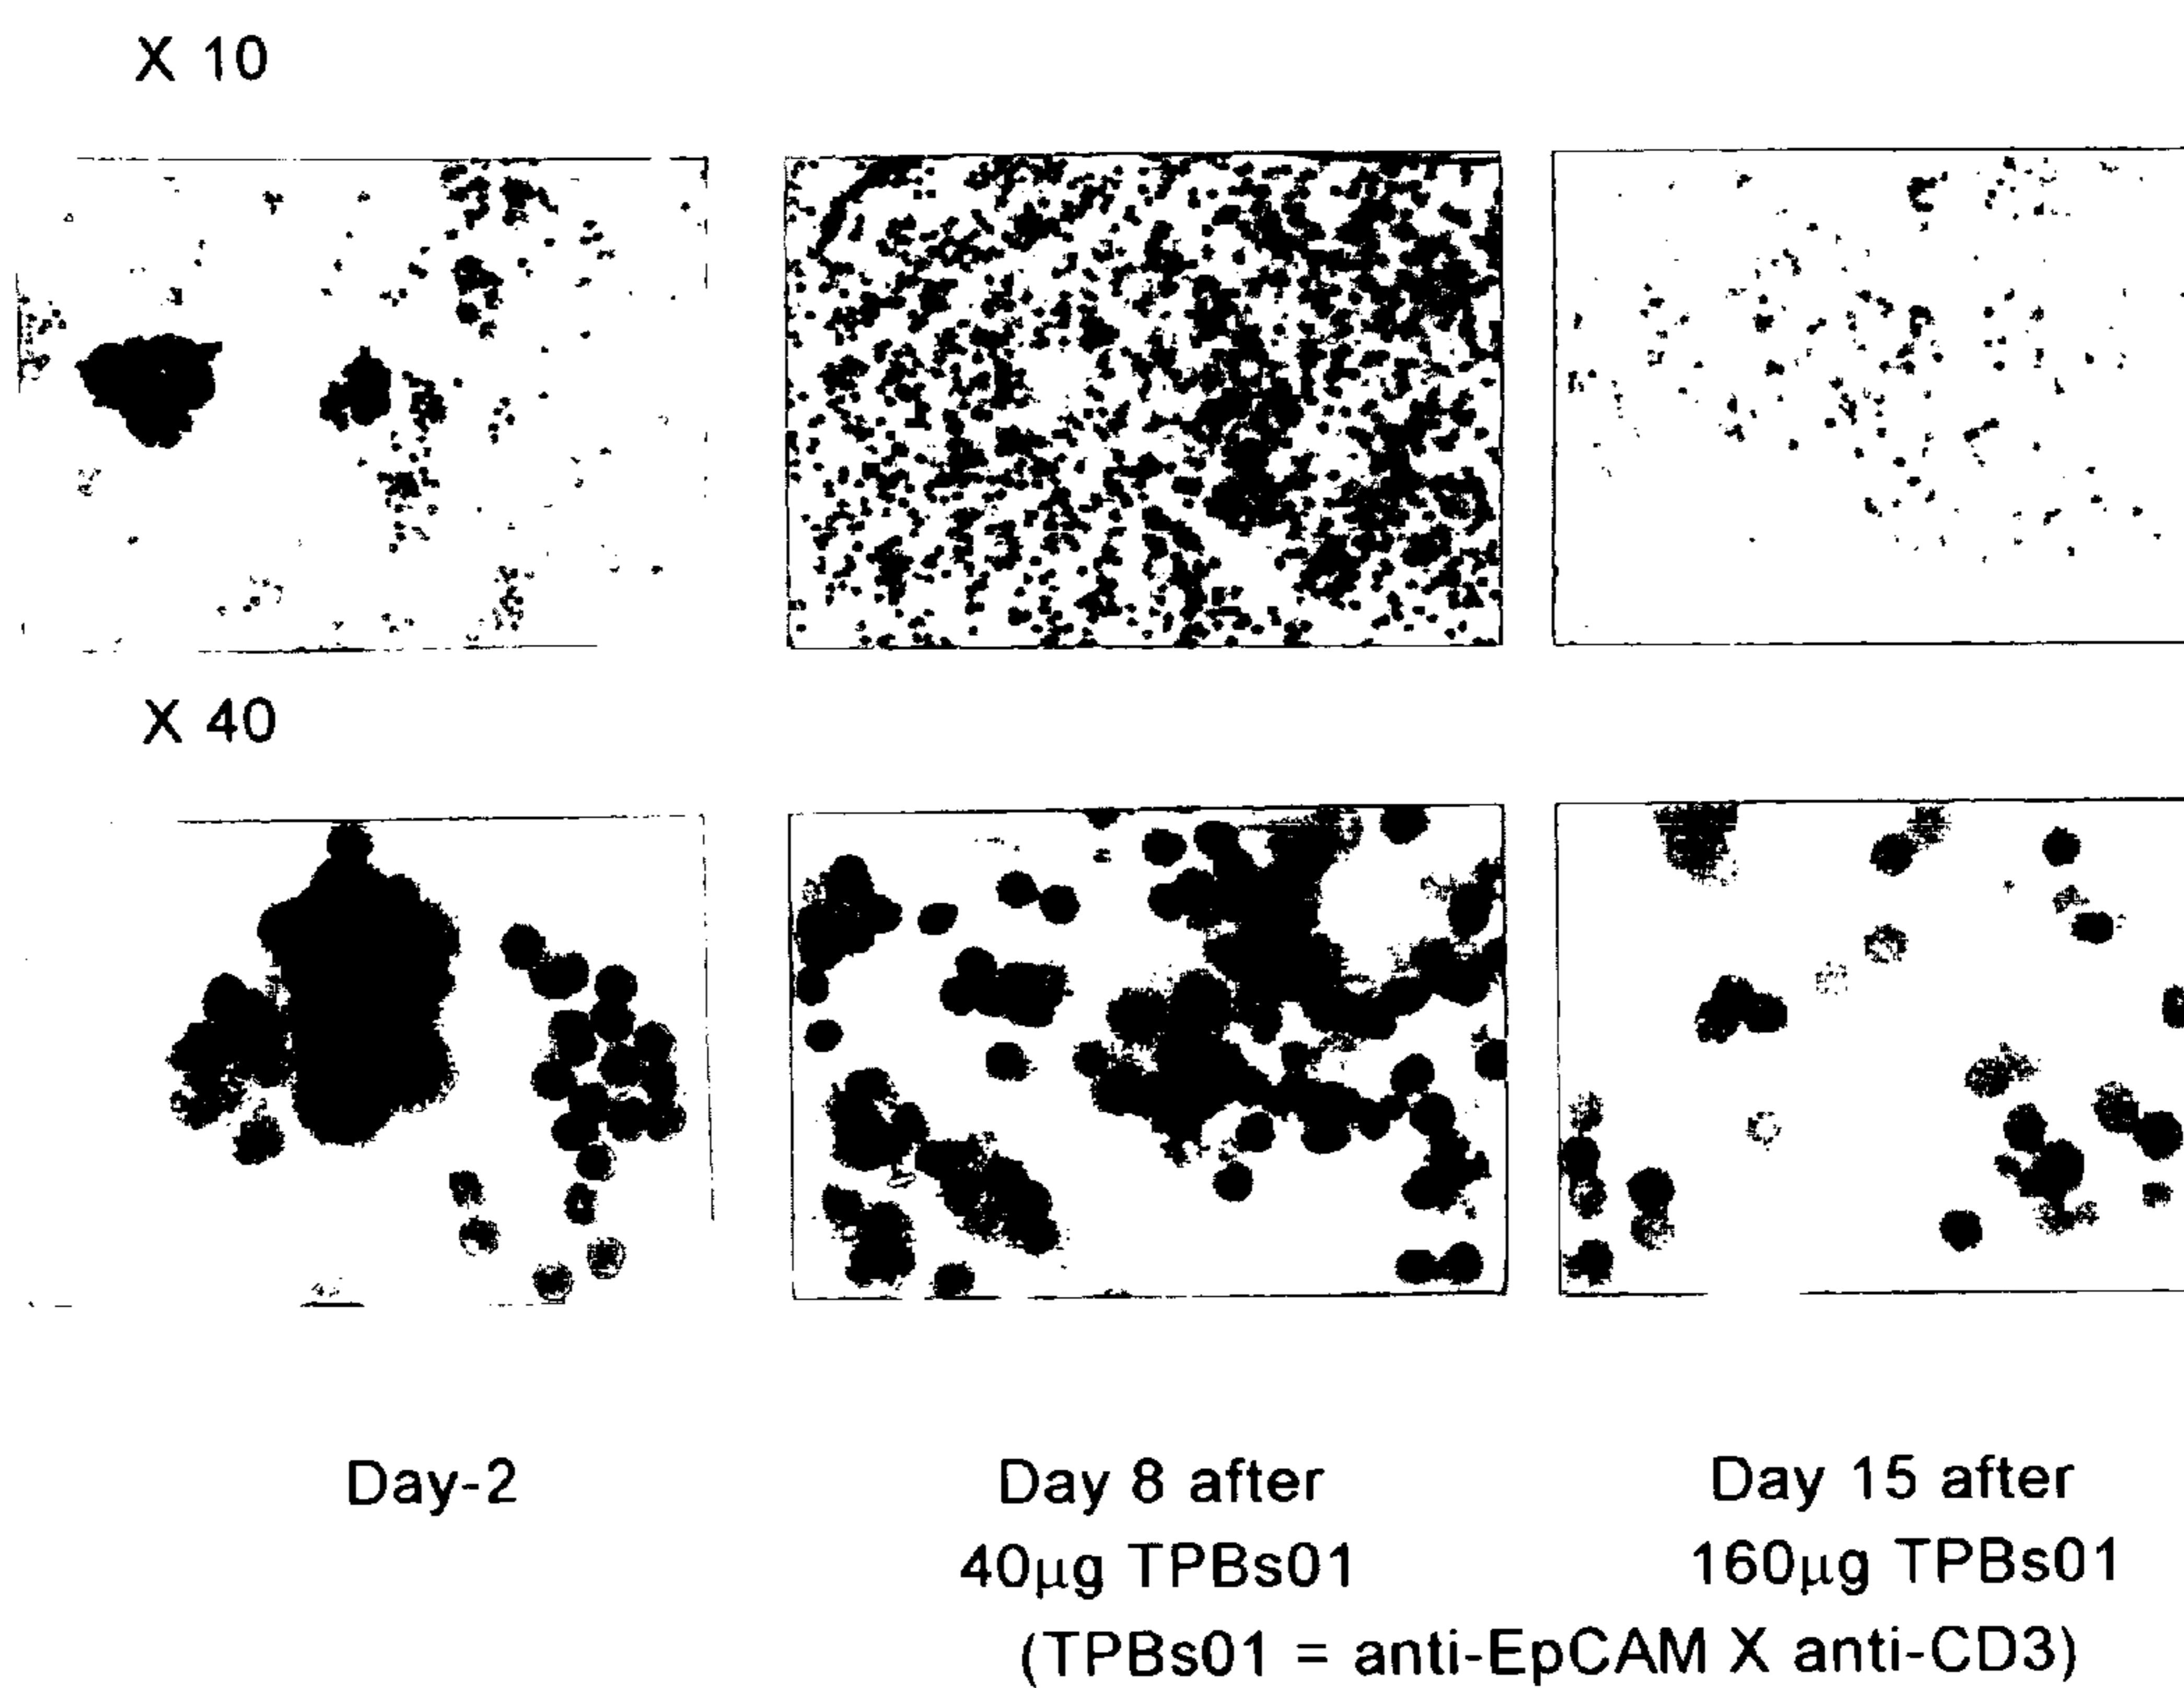 X 10
X 40
Day-2
Day 8 after
40µg TPBs01
Day 15 after
160µg TPBs01
(TPBs01 = anti-EpCAM X anti-CD3)